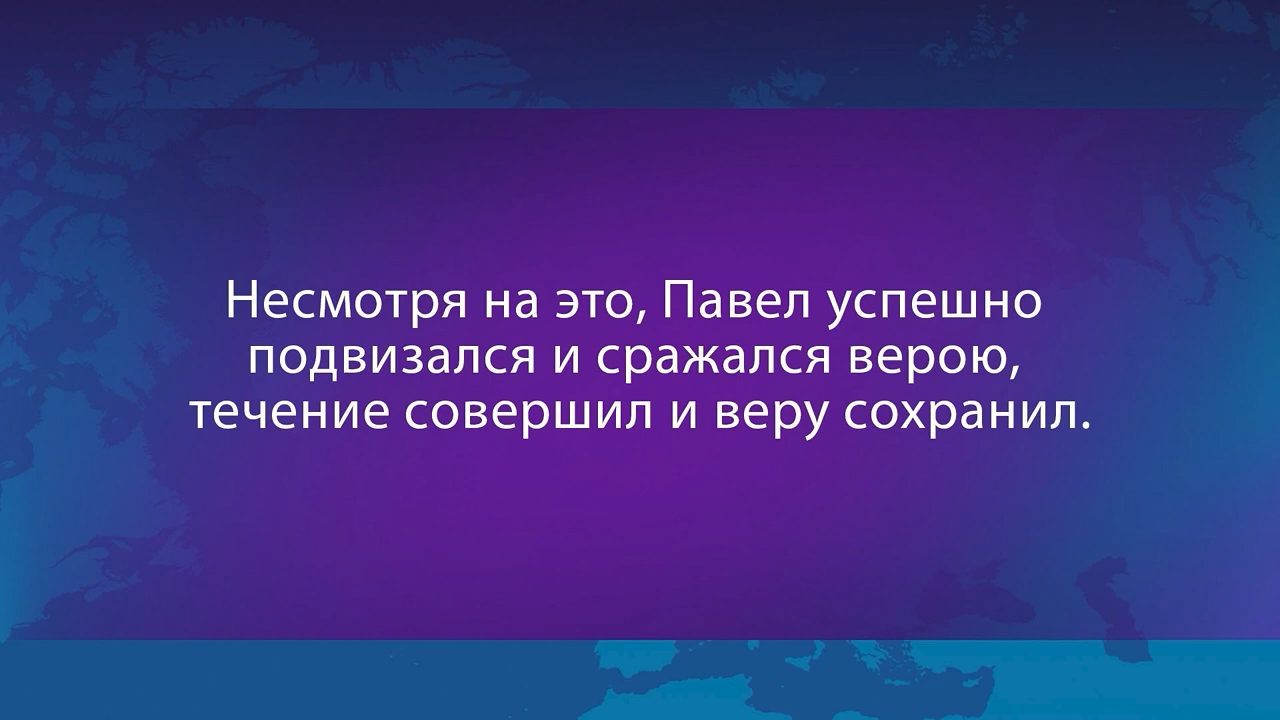 Несмотря на это, Павел успешно
подвизался и сражался верою,
течение совершил и веру сохранил.